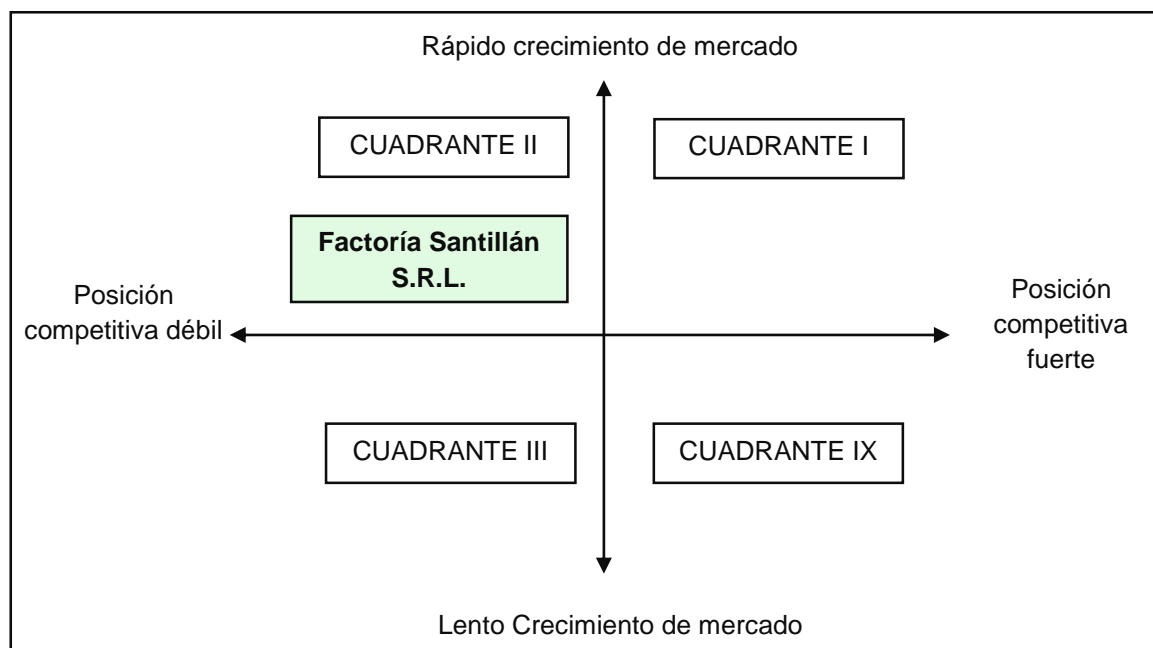 Rápido crecimiento de mercado
CUADRANTE II
CUADRANTE I
Factoría Santillán
S.R.L.
Posición
competitiva débil
Posición
competitiva
fuerte
CUADRANTE III
CUADRANTE IX
Lento Crecimiento de mercado